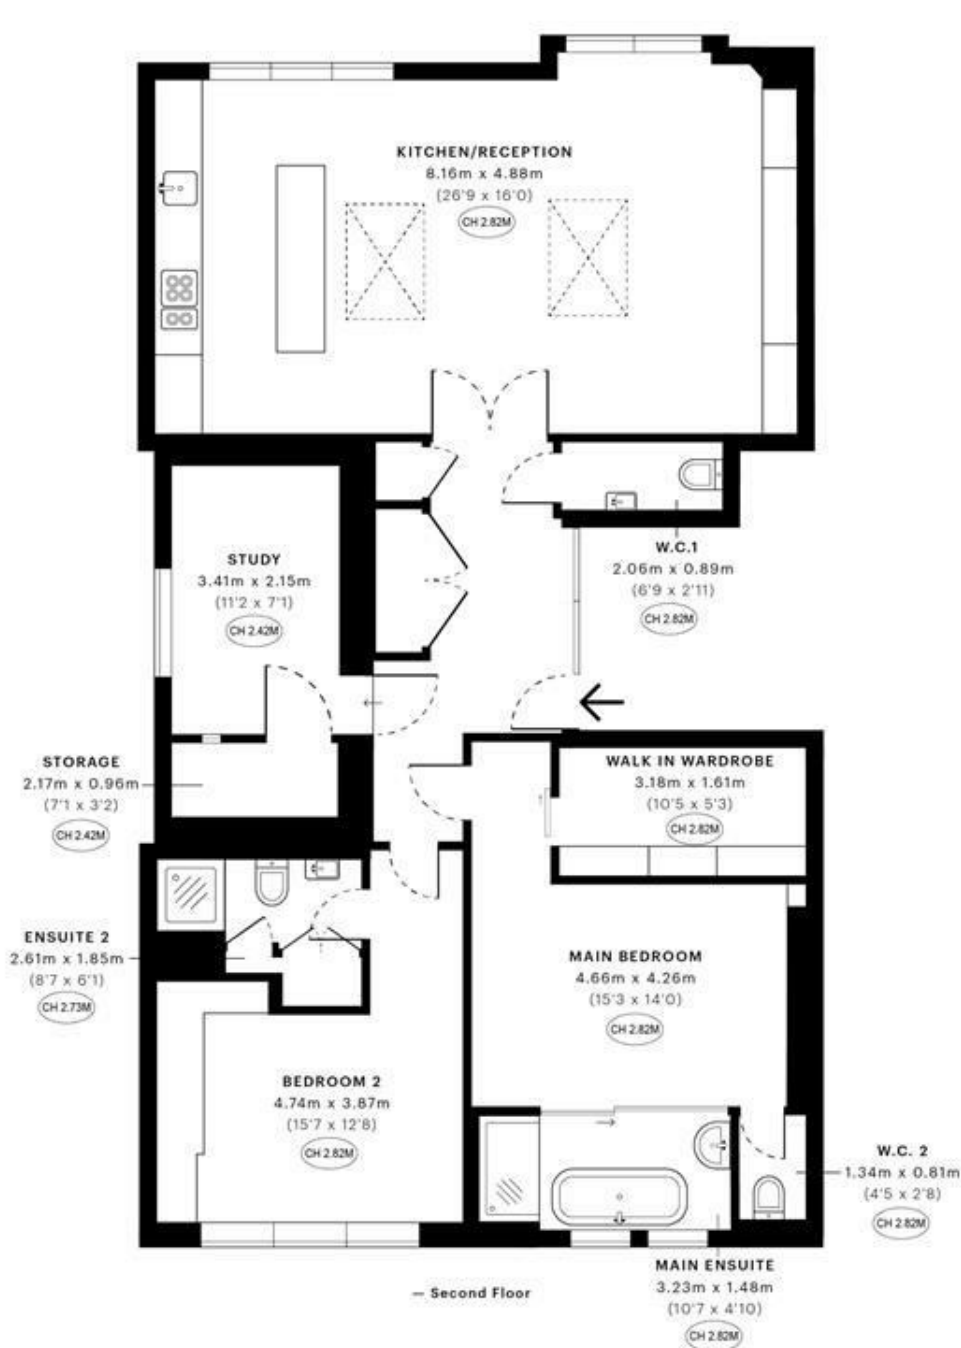 KITCHEN/RECEPTION
8.16m x 4.88m
(26'9 x 16'0)
CH 2.82M
STUDY
3.41m x 2.15m
(11'2 x 7'1)
CH 2.42M
W.C.1
2.06m x 0.89m
(6'9 x 2'11)
CH 2.82M
STORAGE
2.17m x 0.96m
(7'1 x 3'2)
CH 2.42M
WALK IN WARDROBE
3.18m x 1.61m
(10'5 x 5'3)
CH 2.82M
ENSUITE 2
2.61m x 1.85m
(8'7 x 6'1)
CH 2.73M
MAIN BEDROOM
4.66m x 4.26m
(15'3 x 14'0)
CH 2.82M
BEDROOM 2
4.74m x 3.87m
(15'7 x 12'8)
CH 2.82M
W.C. 2
1.34m x 0.81m
(4'5 x 2'8)
CH 2.82M
MAIN ENSUITE
3.23m x 1.48m
(10'7 x 4'10)
CH 2.82M
— Second Floor